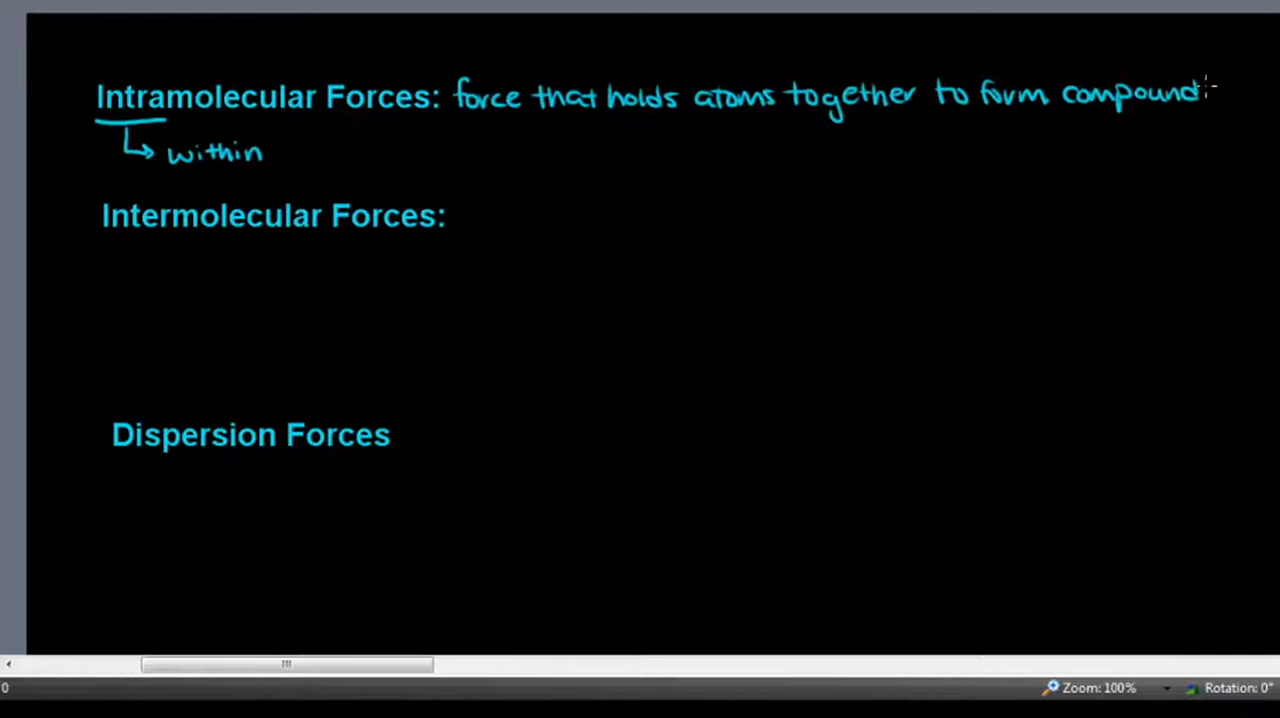 Intramolecular Forces: force that holds atoms together to form compound
within
Intermolecular Forces:
Dispersion Forces
0
Zoom: 100%
Rotation: 0°